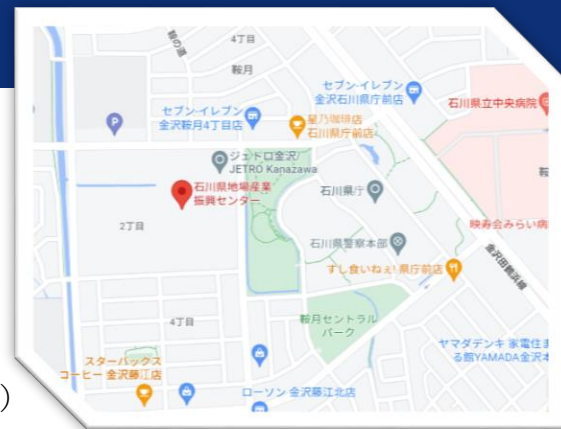 4丁目
鞍の道
鞍月
セブン-イレブン
金沢石川県庁前店
石川県立中央病院
セブン‐イレブン
金沢鞍月4丁目店
P
星乃珈琲店
石川県庁前店
ジェトロ金沢/
JETRO Kanazawa
石川県地場産業
振興センター
石川県庁
鞍
2丁目
石川県警察本部
映寿会みらい病
すし食いねぇ! 県庁前店
金沢田鶴浜線
鞍月セントラル
パーク
4丁目
ヤマダデンキ 家電住ま
る館YAMADA金沢本
スターバックス
コーヒー 金沢藤江店
ローソン 金沢藤江北店
)